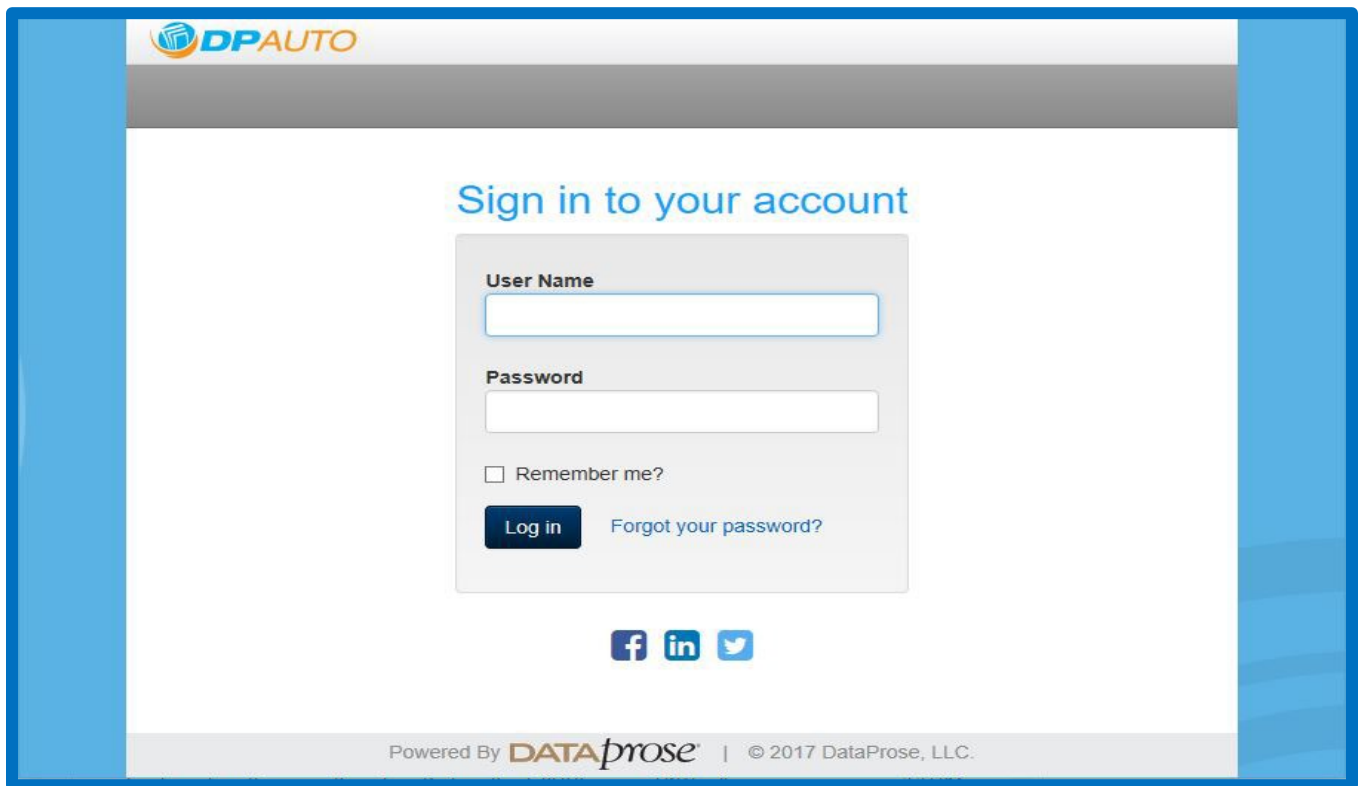 DPAUTO
Sign in to your account
User Name
Password
Remember me?
Log in Forgot your password?
f in
Powered By DATAprose | © 2017 DataProse, LLC.